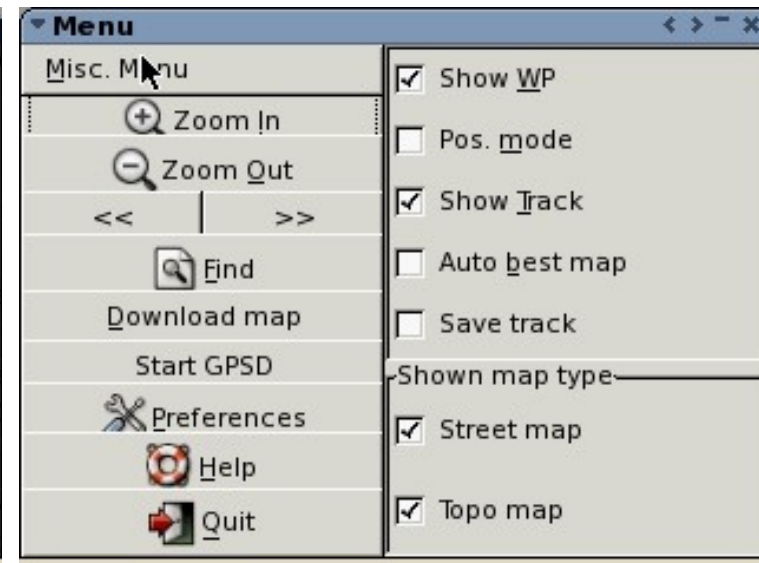 Menu
Misc. Menu
Zoom In
Zoom Out
<< >>
Find
Download map
Start GPSD
Preferences
Help
Quit
Show WP
Pos. mode
Show Track
Auto best map
Save track
Shown map type
Street map
Topo map